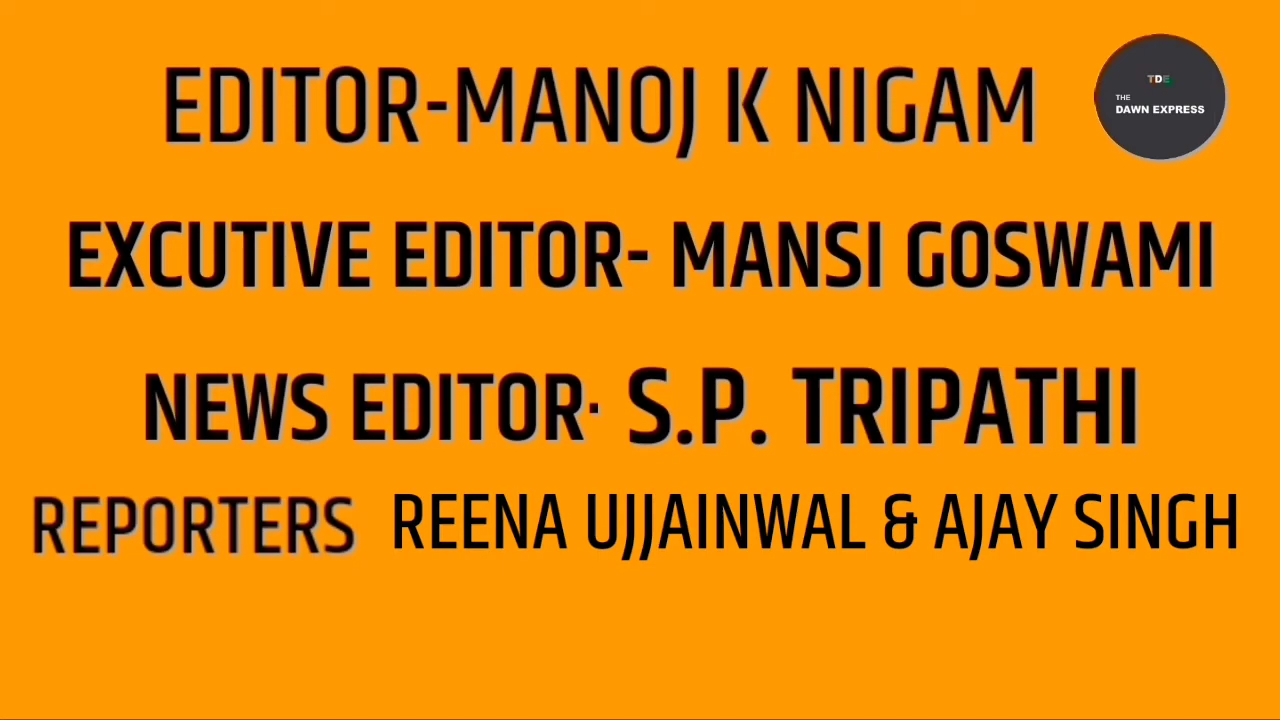 EDITOR-MANOJ K NIGAM
TDE
THE
DAWN EXPRESS
EXCUTIVE EDITOR- MANSI GOSWAMI
NEWS EDITOR· S.P. TRIPATHI
REPORTERS REENA UJJAINWAL & AJAY SINGH